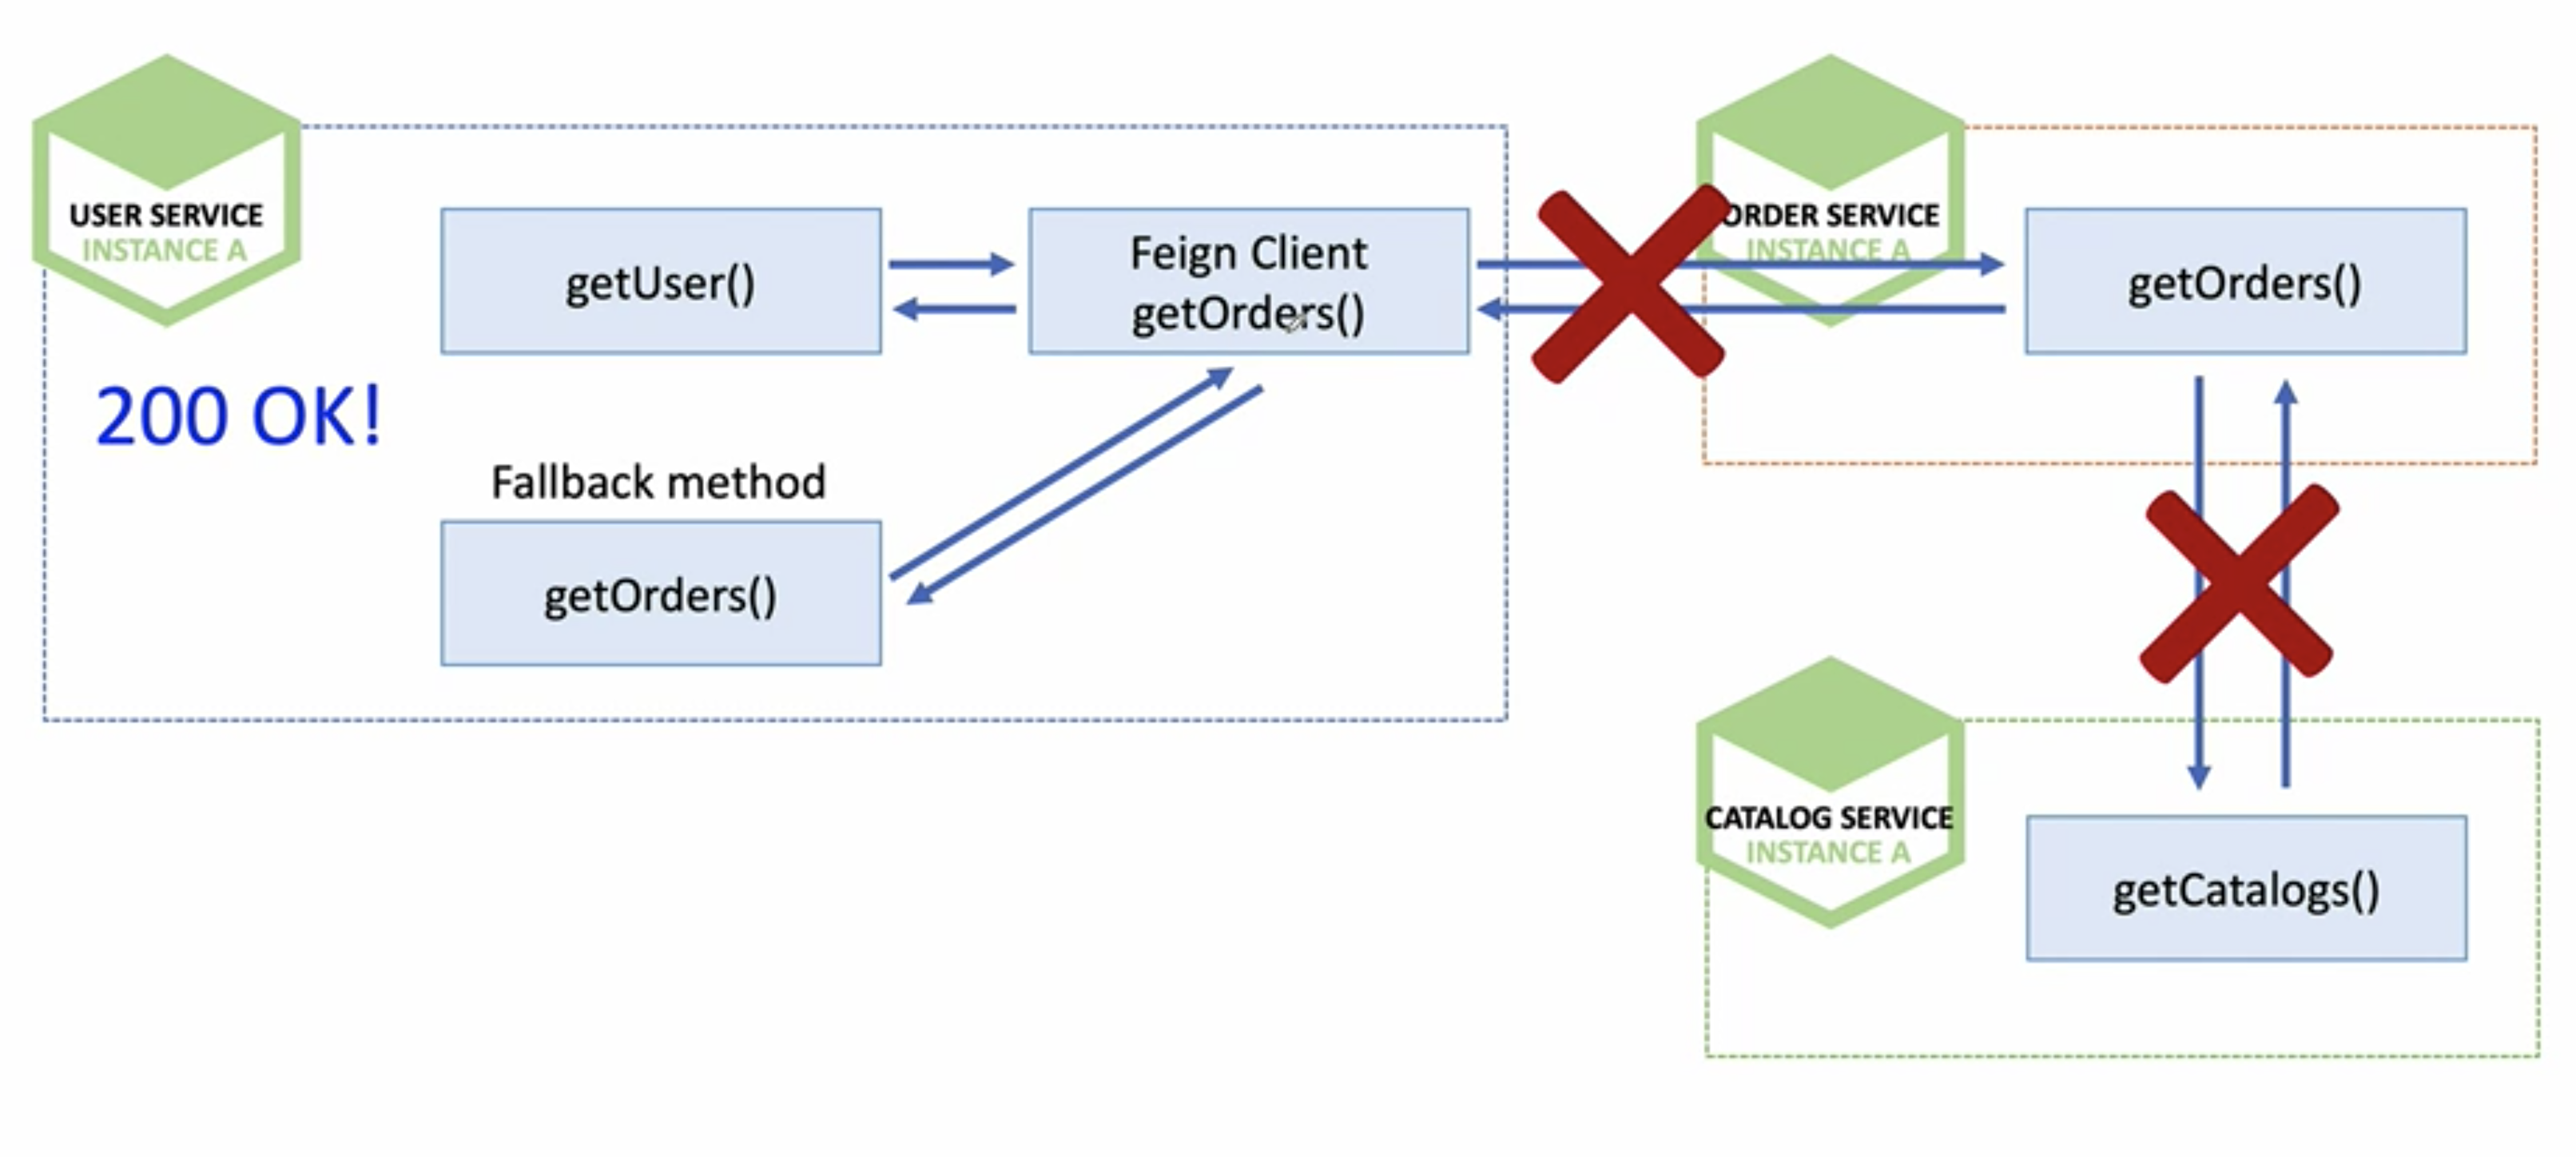 USER SERVICE
INSTANCE A
getUser()
Feign Client
getOrders()
ORDER SERVICE
INSTANCE A
getOrders()
200 OK!
Fallback method
getOrders()
CATALOG SERVICE
INSTANCE A
getCatalogs()